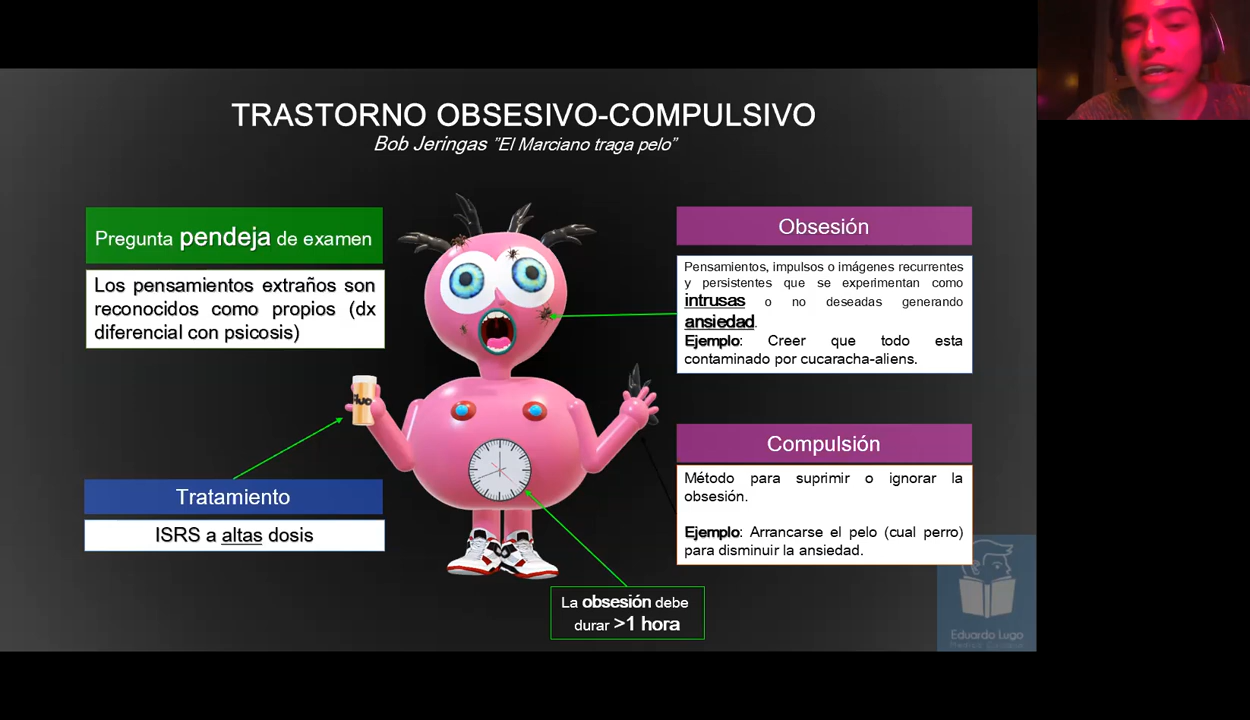 TRASTORNO OBSESIVO-COMPULSIVO
Bob Jeringas ”El Marciano traga pelo”
Pregunta pendeja de examen
Los pensamientos extraños son
reconocidos como propios (dx
diferencial con psicosis)
Tratamiento
ISRS a altas dosis
Fluo
Obsesión
Pensamientos, impulsos o imágenes recurrentes
y persistentes que se experimentan como
intrusas o no deseadas generando
ansiedad.
Ejemplo: Creer que todo esta
contaminado por cucaracha-aliens.
Compulsión
Método para suprimir o ignorar la
obsesión.
Ejemplo: Arrancarse el pelo (cual perro)
para disminuir la ansiedad.
La obsesión debe
durar >1 hora
Eduardo Lugo